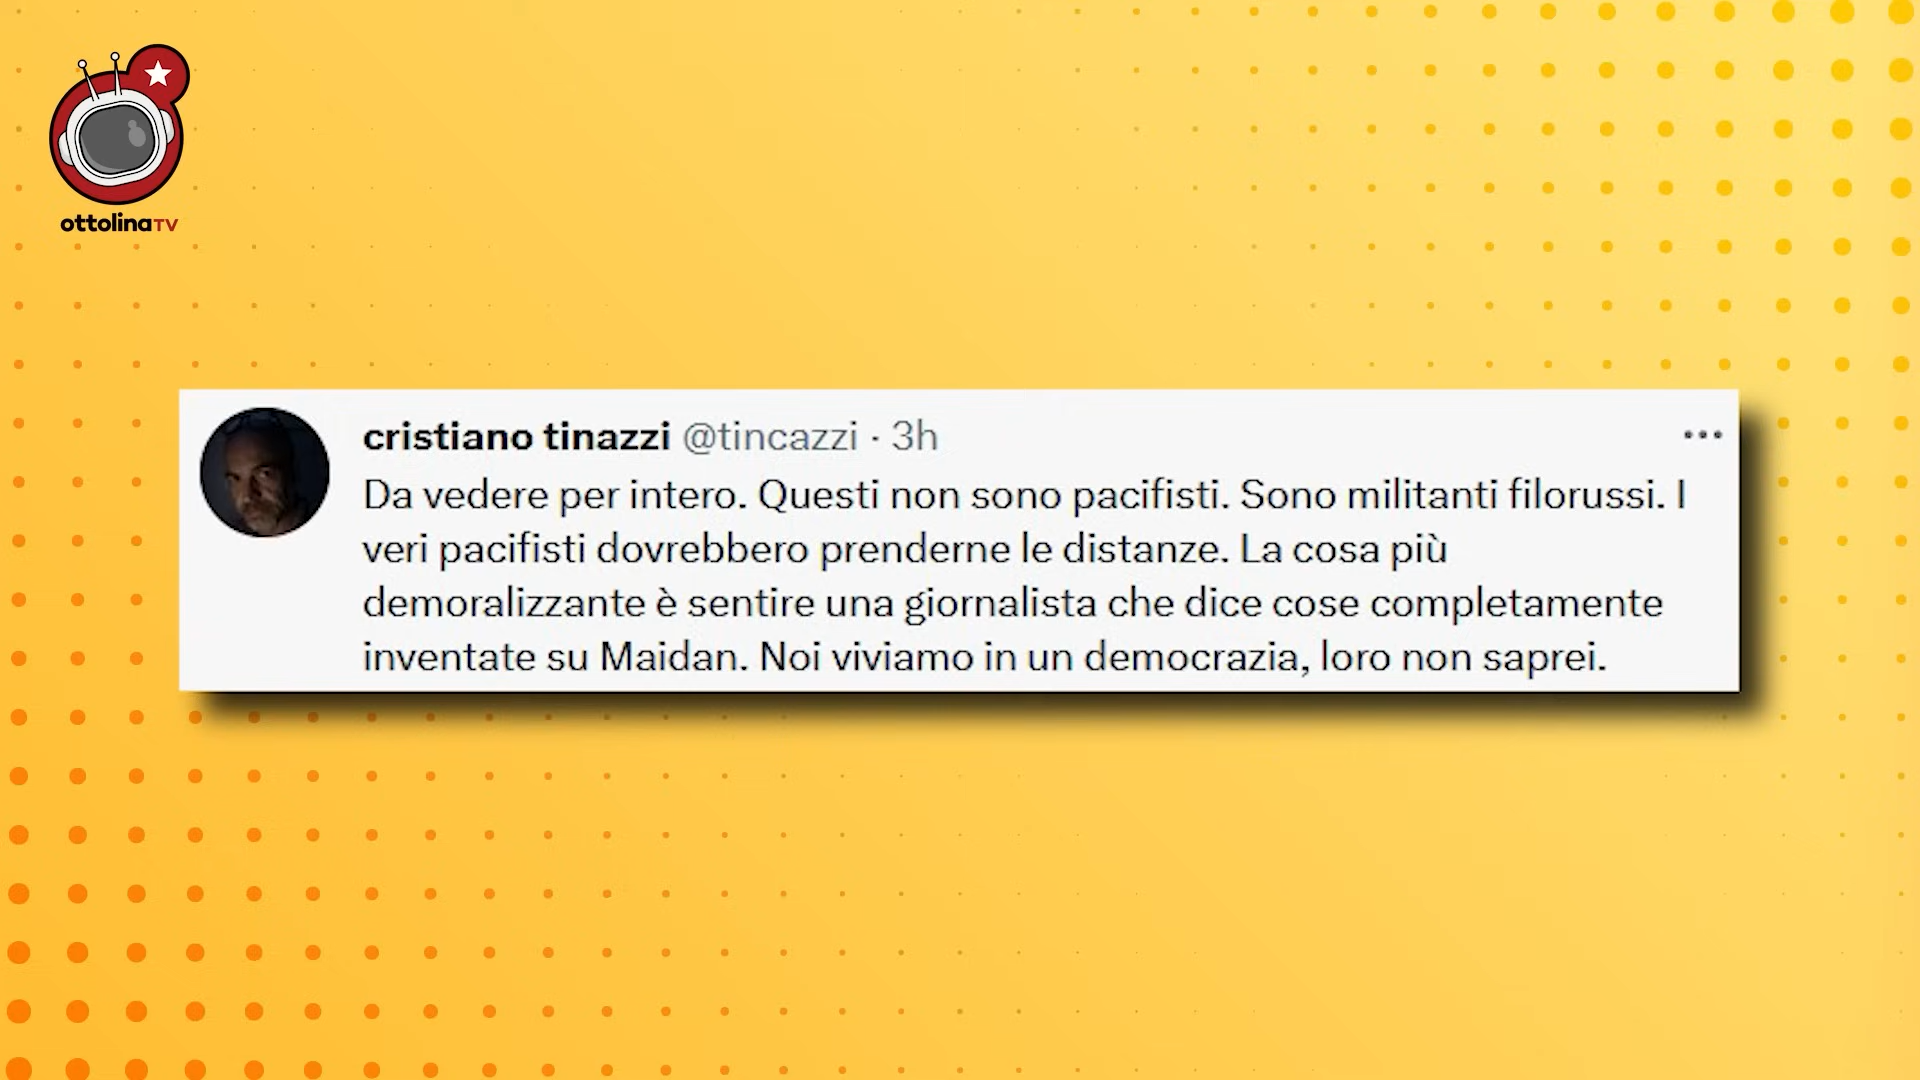 ottolinaTV
cristiano tinazzi @tincazzi · 3h
Da vedere per intero. Questi non sono pacifisti. Sono militanti filorussi. I
veri pacifisti dovrebbero prenderne le distanze. La cosa più
demoralizzante è sentire una giornalista che dice cose completamente
inventate su Maidan. Noi viviamo in un democrazia, loro non saprei.